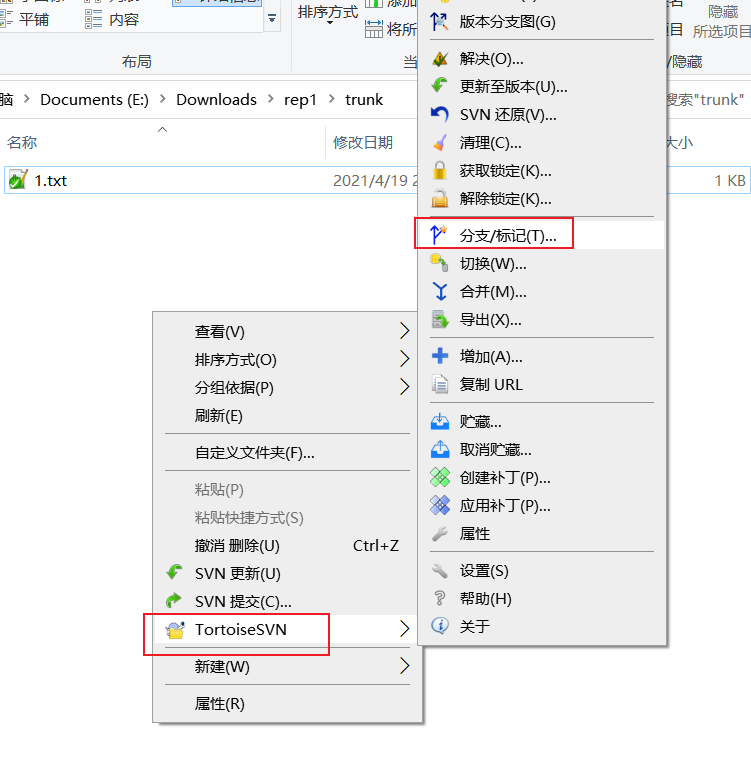 排序方式
添加
隐藏
平铺
内容
将所
所选项目
布局
当
/隐藏
脑 > Documents (E:) > Downloads > rep1 > trunk
搜索"trunk"
名称
修改日期
大小
1.txt
2021/4/19 2
1 KB
查看(V)
排序方式(O)
分组依据(P)
刷新(E)
自定义文件夹(F)...
粘贴(P)
粘贴快捷方式(S)
撤消 删除(U) Ctrl+Z
SVN 更新(U)
SVN 提交(C)...
TortoiseSVN
新建(W)
属性(R)
版本分支图(G)
解决(O)...
更新至版本(U)...
SVN 还原(V)...
清理(C)...
获取锁定(K)...
解除锁定(K)...
分支/标记(T)...
切换(W)...
合并(M)...
导出(X)...
增加(A)...
复制 URL
贮藏...
取消贮藏...
创建补丁(P)...
应用补丁(P)...
属性
设置(S)
帮助(H)
关于